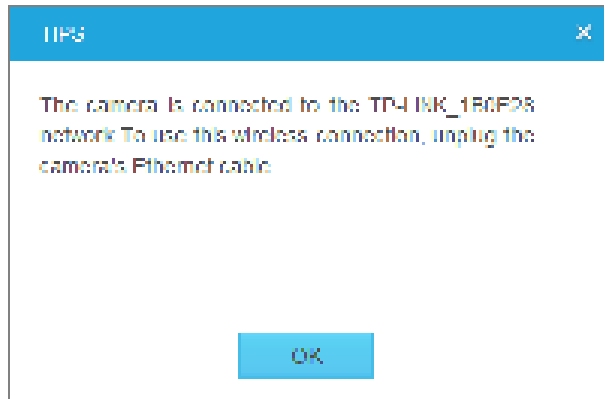 TIPS
The camera is connected to the TP-LINK_1B0F28
network To use this wireless connection, unplug the
camera's Ethernet cable
OK